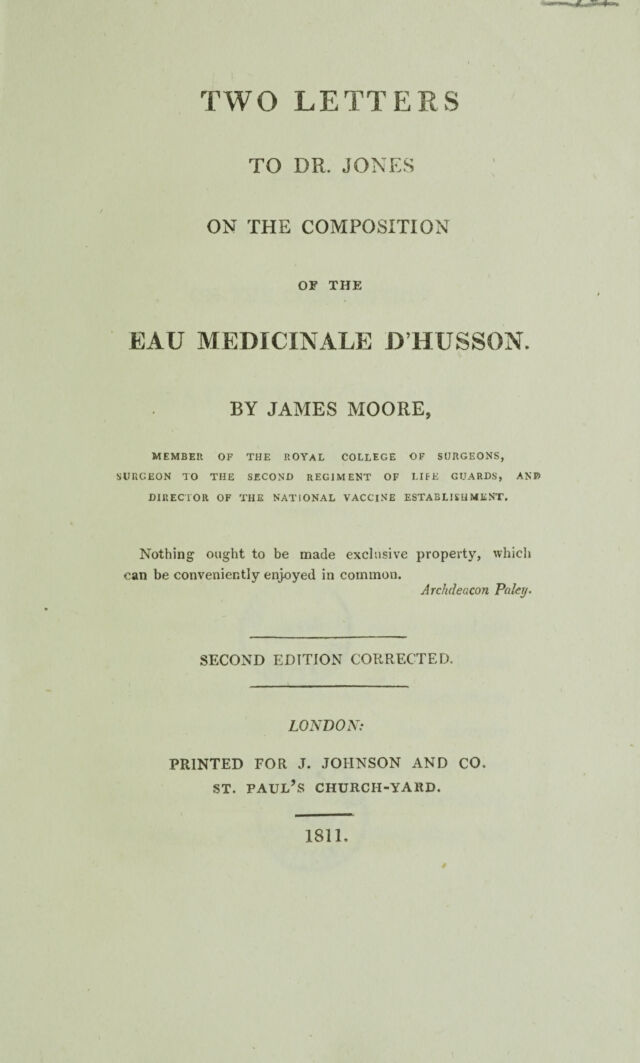 TWO LETTERS
TO DR. JONES
ON THE COMPOSITION
OF THE
EAU MEDICINALE D'HUSSON.
BY JAMES MOORE,
MEMBER OF THE ROYAL COLLEGE OF SURGEONS,
SURGEON TO THE SECOND REGIMENT OF LIFE GUARDS, AND
DIRECTOR OF THE NATIONAL VACCINE ESTABLISHMENT.
Nothing ought to be made exclusive property, which
can be conveniently enjoyed in common.
Archdeacon Paley.
SECOND EDITION CORRECTED.
LONDON:
PRINTED FOR J. JOHNSON AND CO.
ST. PAUL'S CHURCH-YARD.
1811.